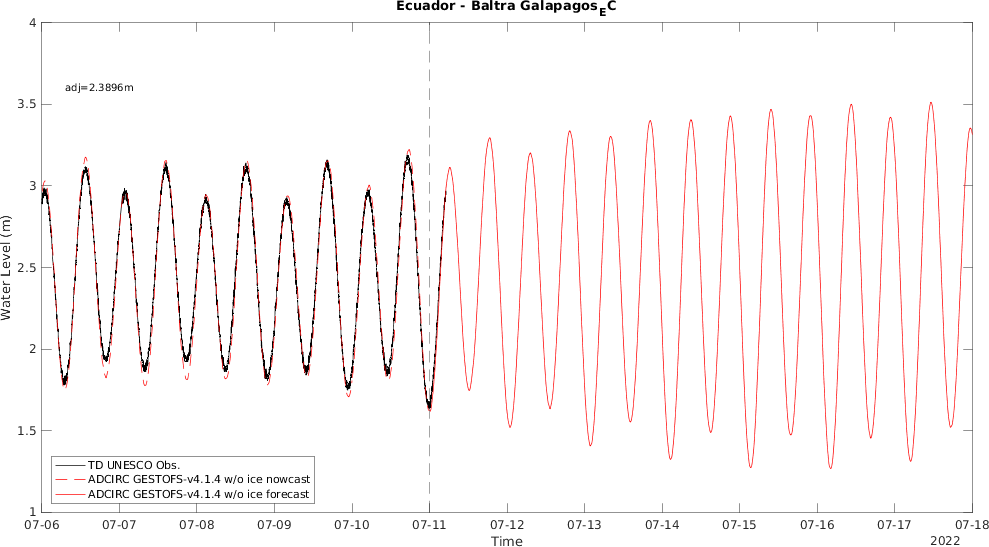 Ecuador - Baltra Galapagos_EC
4
adj=2.3896m
3.5
3
2.5
2
1.5
1
Water Level (m)
TD UNESCO Obs.
ADCIRC GESTOFS-v4.1.4 w/o ice nowcast
ADCIRC GESTOFS-v4.1.4 w/o ice forecast
07-06 07-07 07-08 07-09 07-10 07-11 07-12 07-13 07-14 07-15 07-16 07-17 07-18
Time
2022